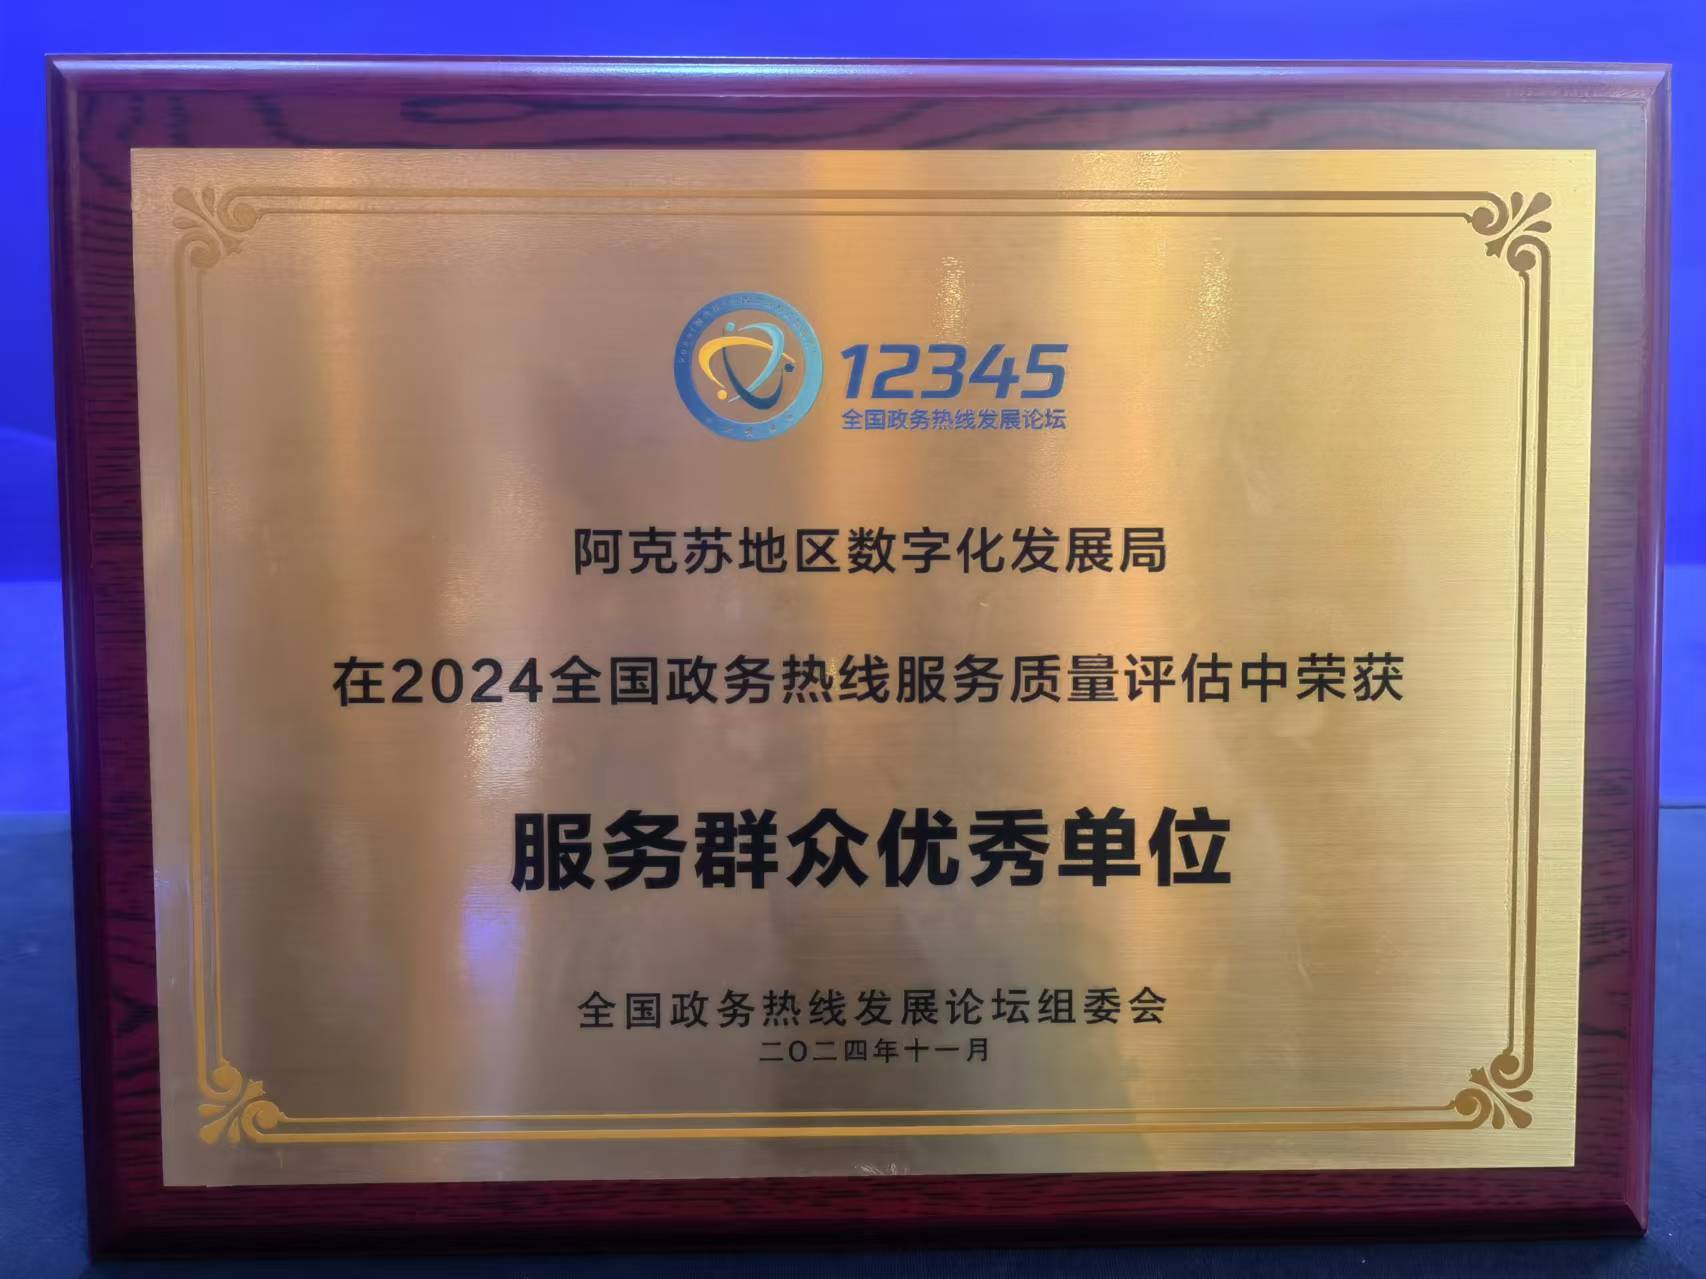 12345
全国政务热线发展论坛
阿克苏地区数字化发展局
在2024全国政务热线服务质量评估中荣获
服务群众优秀单位
全国政务热线发展论坛组委会
二〇二四年十一月